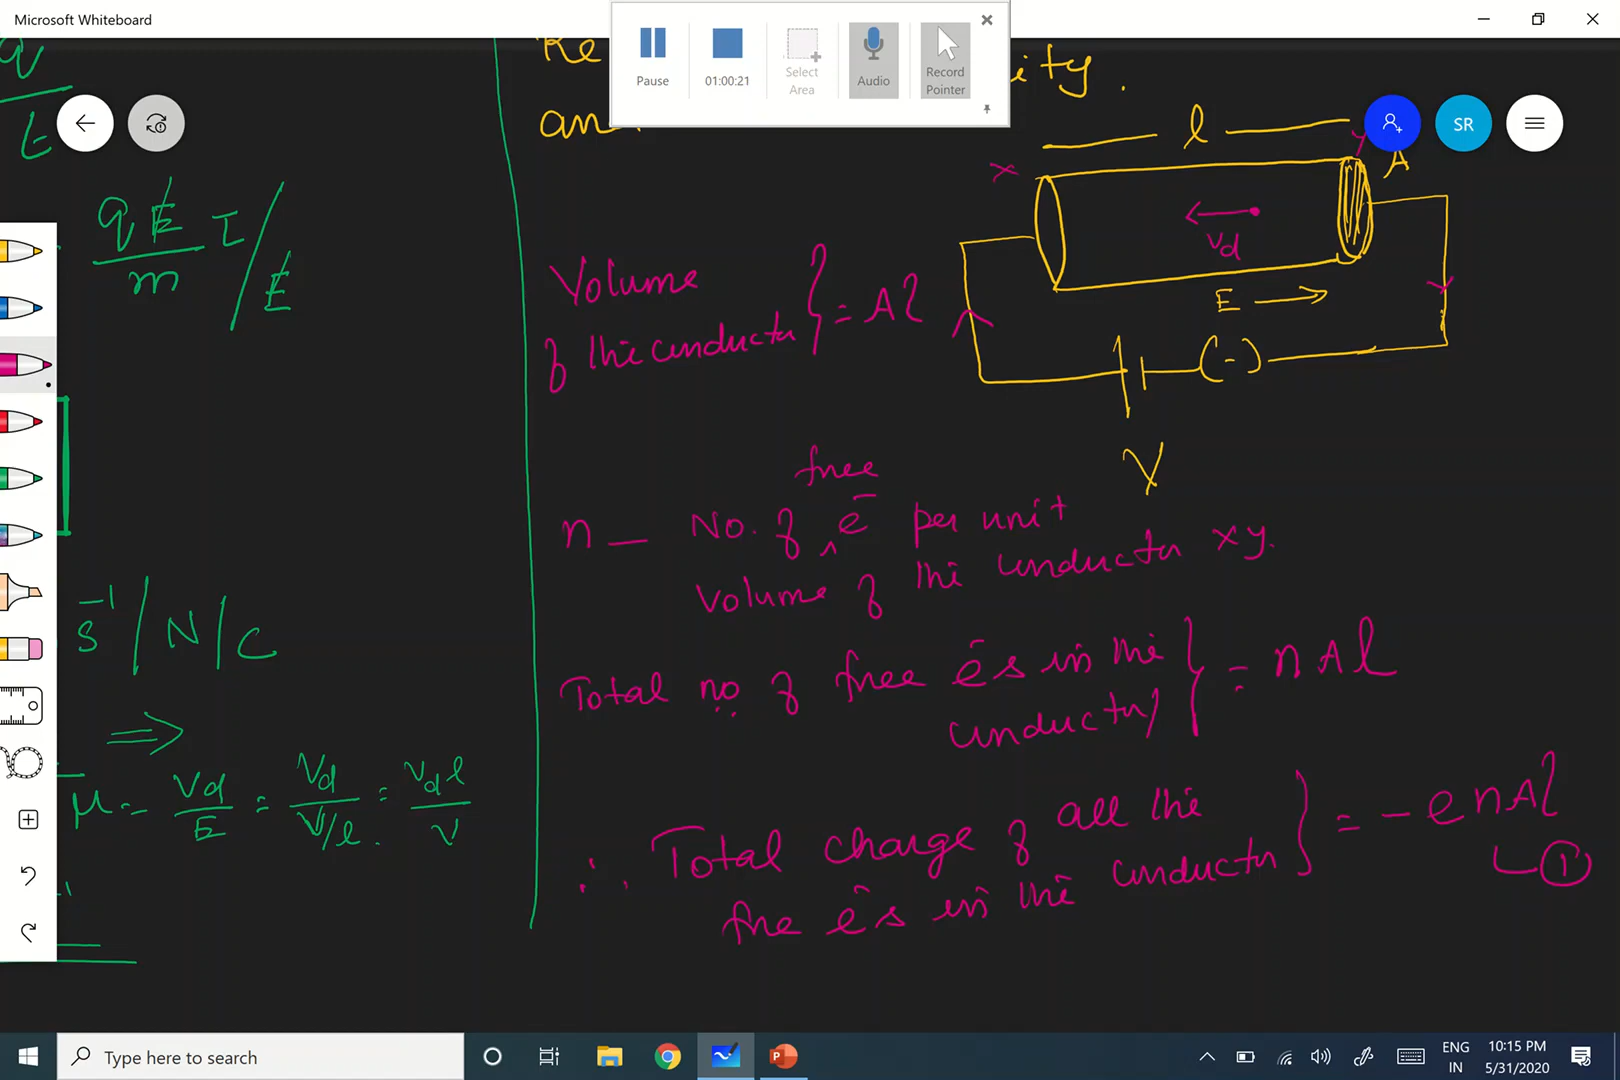 Microsoft Whiteboard
Pause
01:00:21
Select
Area
Audio
Record
Pointer
ity.
an
SR
l
x
y
A
Vd
E →
(-)
V
q E τ / E
m
Volume
of the conductor } = Al
free
n — No. of e⁻ per unit
Volume of the conductor xy.
Total no of free e⁻s in the
conductor } = nAl
∴ Total charge of all the
free e⁻s in the conductor } = - enAl
①
s⁻¹ / N / C
⇒
μ = Vd/E = Vd/V/l = Vd l/V
Type here to search
ENG
IN
10:15 PM
5/31/2020